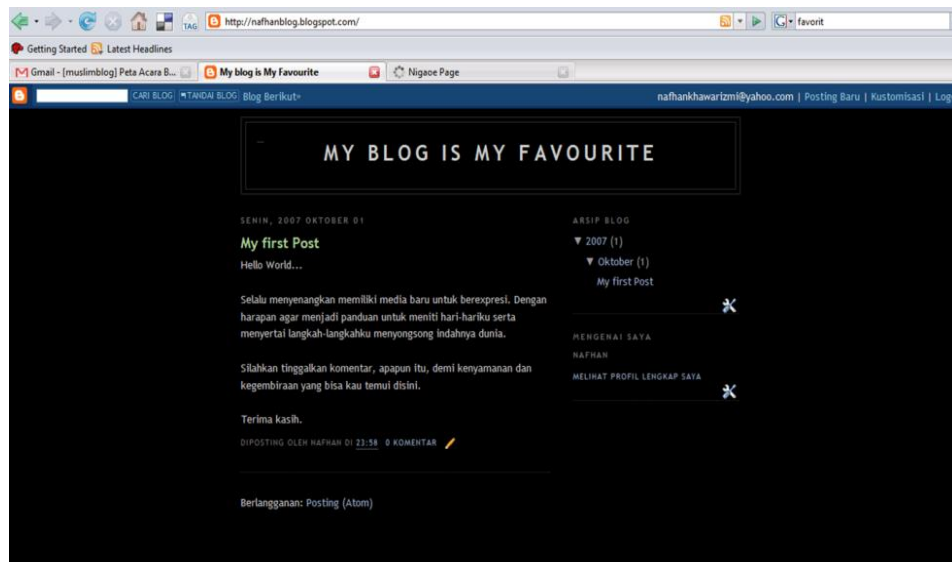 TAG
http://nafhanblog.blogspot.com/
favorit
Getting Started
Latest Headlines
Gmail - [muslimblog] Peta Acara B...
My blog is My Favourite
Nigaoe Page
CARI BLOG
TANDAI BLOG
Blog Berikut»
nafhankhawarizmi@yahoo.com | Posting Baru | Kustomisasi | Log
MY BLOG IS MY FAVOURITE
SENIN, 2007 OKTOBER 01
My first Post
Hello World...
Selalu menyenangkan memiliki media baru untuk berexpresi. Dengan
harapan agar menjadi panduan untuk meniti hari-hariku serta
menyertai langkah-langkahku menyongsong indahnya dunia.
Silahkan tinggalkan komentar, apapun itu, demi kenyamanan dan
kegembiraan yang bisa kau temui disini.
Terima kasih.
DIPOSTING OLEH NAFHAN DI 23:58 0 KOMENTAR
Berlangganan: Posting (Atom)
ARSIP BLOG
▼ 2007 (1)
▼ Oktober (1)
My first Post
MENGENAI SAYA
NAFHAN
MELIHAT PROFIL LENGKAP SAYA